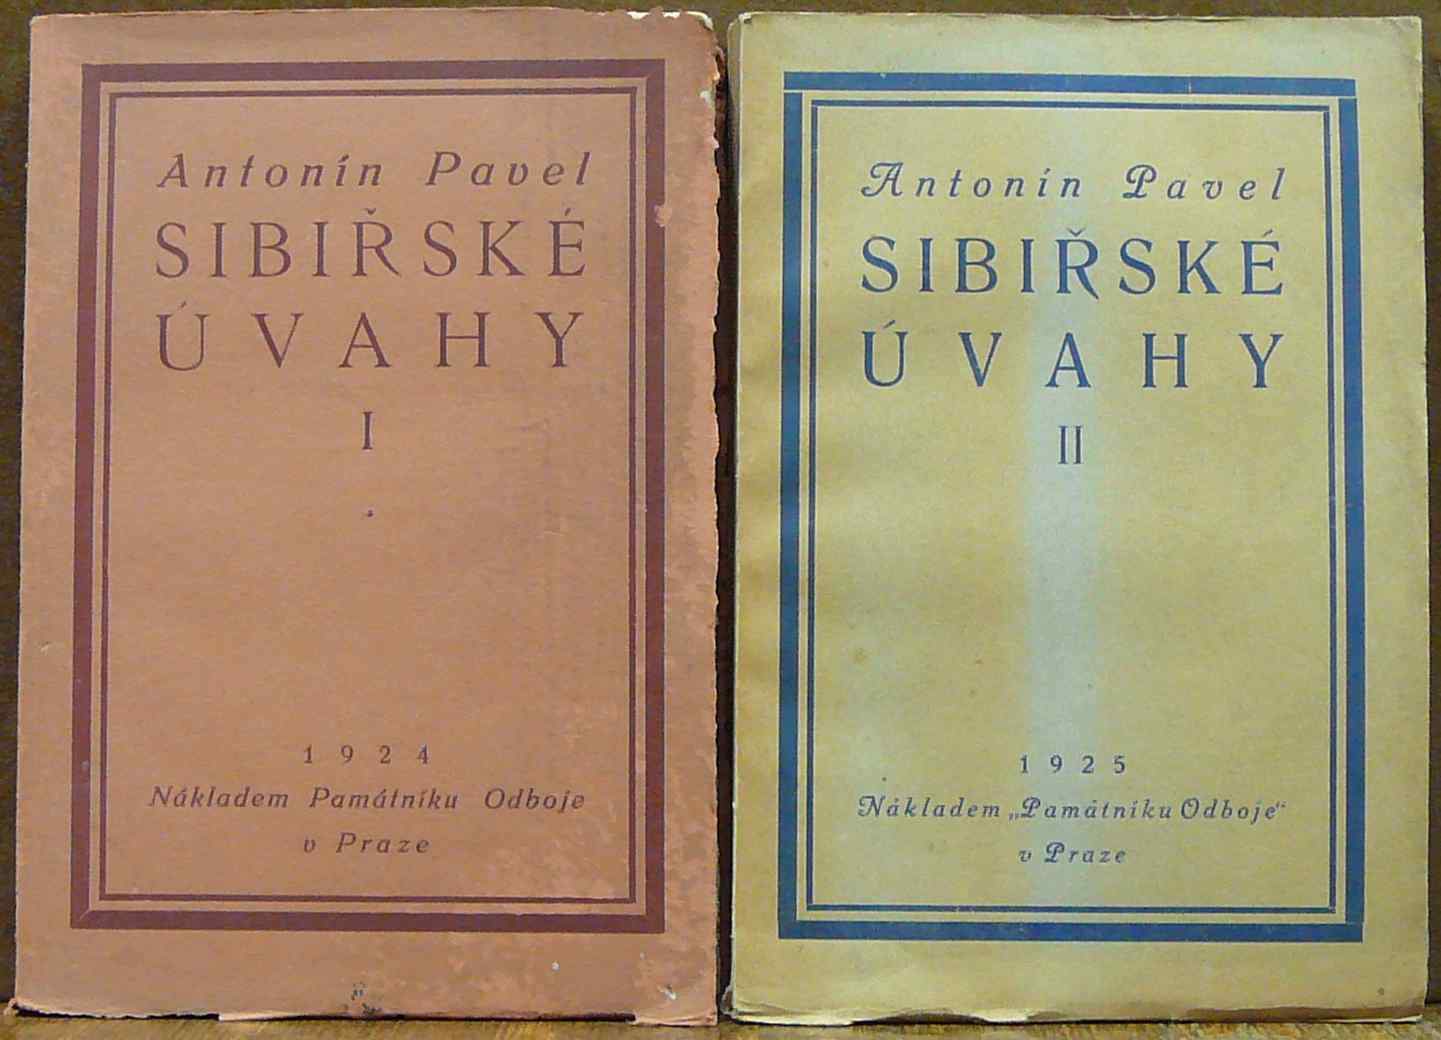 Antonín Pavel
SIBIŘSKÉ
ÚVAHY
I
1924
Nákladem Památníku Odboje
v Praze
Antonín Pavel
SIBIŘSKÉ
ÚVAHY
II
1925
Nákladem „Památníku Odboje“
v Praze